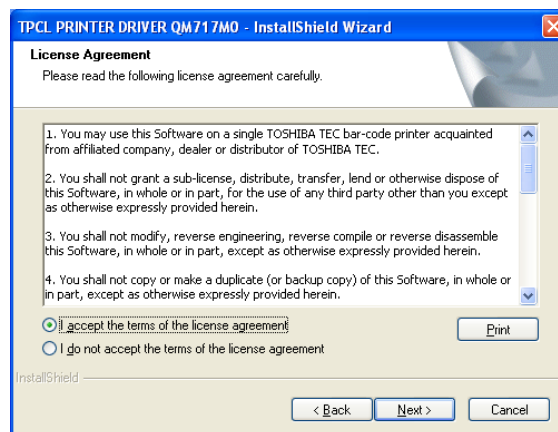 TPCL PRINTER DRIVER QM717M0 - InstallShield Wizard
License Agreement
Please read the following license agreement carefully.
1. You may use this Software on a single TOSHIBA TEC bar-code printer acquainted
from affiliated company, dealer or distributor of TOSHIBA TEC.
2. You shall not grant a sub-license, distribute, transfer, lend or otherwise dispose of
this Software, in whole or in part, for the use of any third party other than you except
as otherwise expressly provided herein.
3. You shall not modify, reverse engineering, reverse compile or reverse disassemble
this Software, in whole or in part, except as otherwise expressly provided herein.
4. You shall not copy or make a duplicate (or backup copy) of this Software, in whole or
in part, except as otherwise expressly provided herein.
I accept the terms of the license agreement
Print
I do not accept the terms of the license agreement
InstallShield
< Back
Next >
Cancel